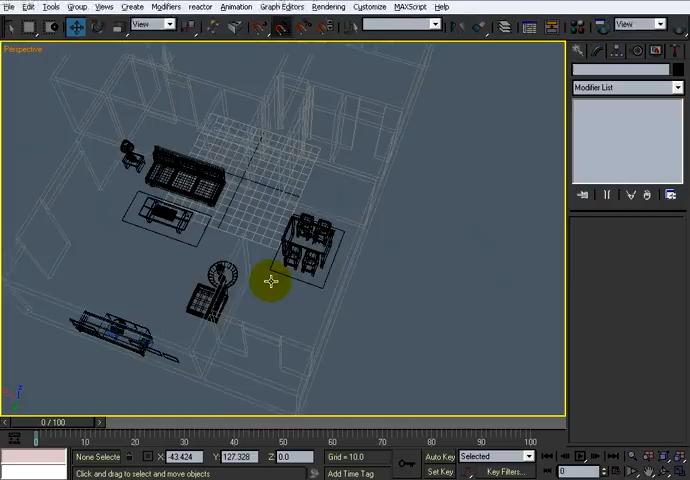 File Edit Tools Group Views Create Modifiers reactor Animation Graph Editors Rendering Customize MAXScript Help
View
View
Perspective
Modifier List
0 / 100
0 10 20 30 40 50 60 70 80 90 100
None Selecte X: -43.424 Y: 127.328 Z: 0.0 Grid = 10.0 Auto Key Selected
Click and drag to select and move objects Add Time Tag Set Key Key Filters... 0